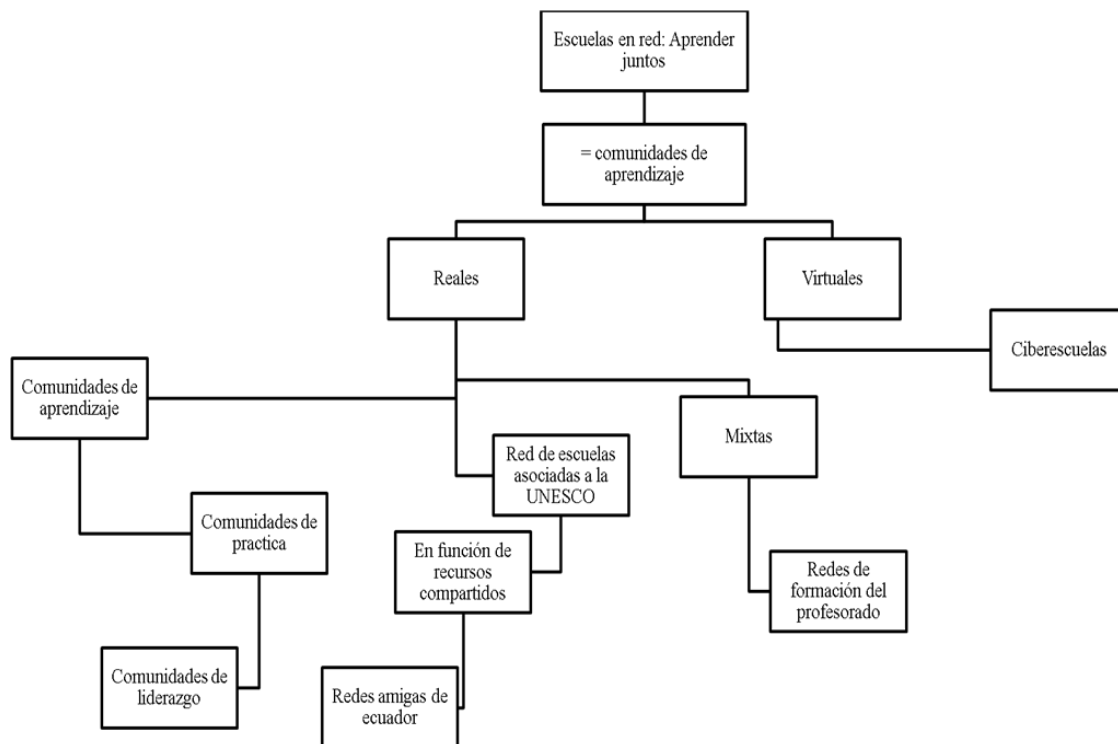 Escuelas en red: Aprender
juntos
= comunidades de
aprendizaje
Reales
Virtuales
Ciberescuelas
Comunidades de
aprendizaje
Mixtas
Red de escuelas
asociadas a la
UNESCO
Comunidades de
practica
En función de
recursos
compartidos
Redes de
formación del
profesorado
Comunidades de
liderazgo
Redes amigas de
ecuador